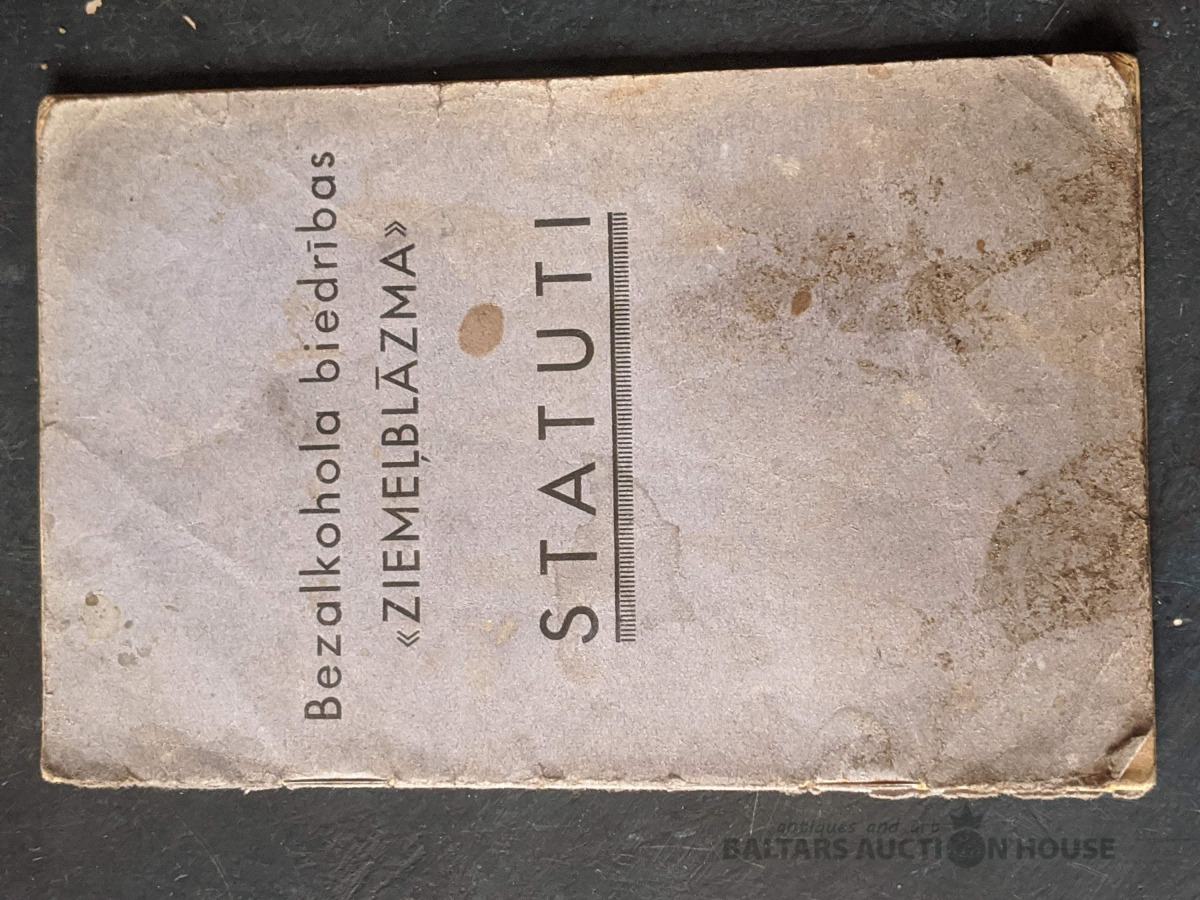 Bezalkohola biedrības
«ZIEMEĻBLĀZMA»
STATUTI
antiques and art
BALTARS AUCTION HOUSE